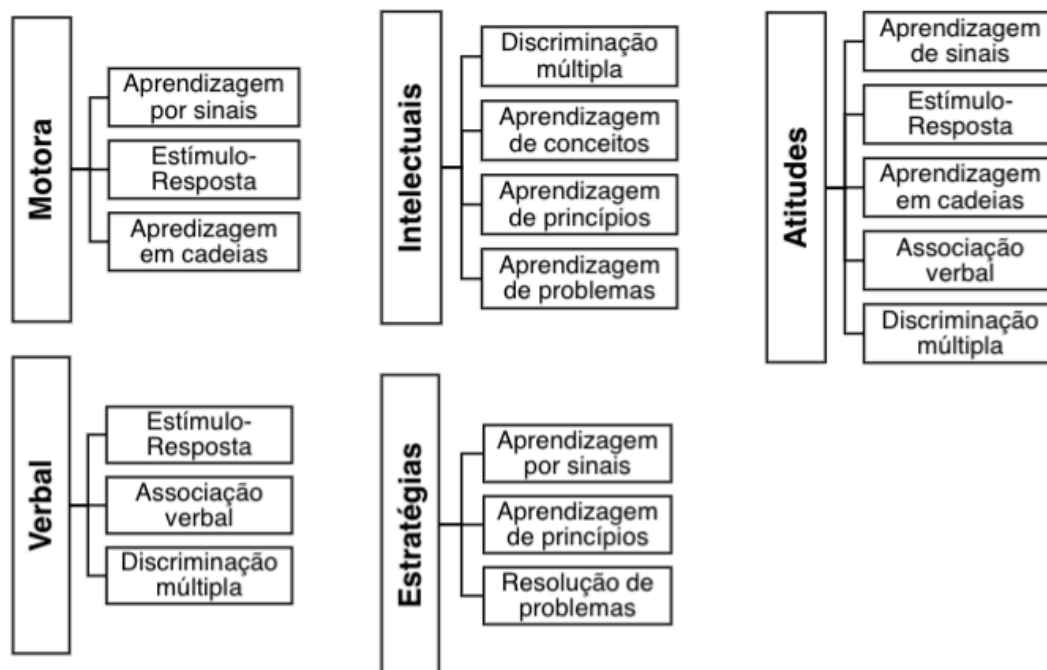 Motora
Aprendizagem
por sinais
Estímulo-
Resposta
Apredizagem
em cadeias
Intelectuais
Discriminação
múltipla
Aprendizagem
de conceitos
Aprendizagem
de princípios
Aprendizagem
de problemas
Atitudes
Aprendizagem
de sinais
Estímulo-
Resposta
Aprendizagem
em cadeias
Associação
verbal
Discriminação
múltipla
Verbal
Estímulo-
Resposta
Associação
verbal
Discriminação
múltipla
Estratégias
Aprendizagem
por sinais
Aprendizagem
de princípios
Resolução de
problemas